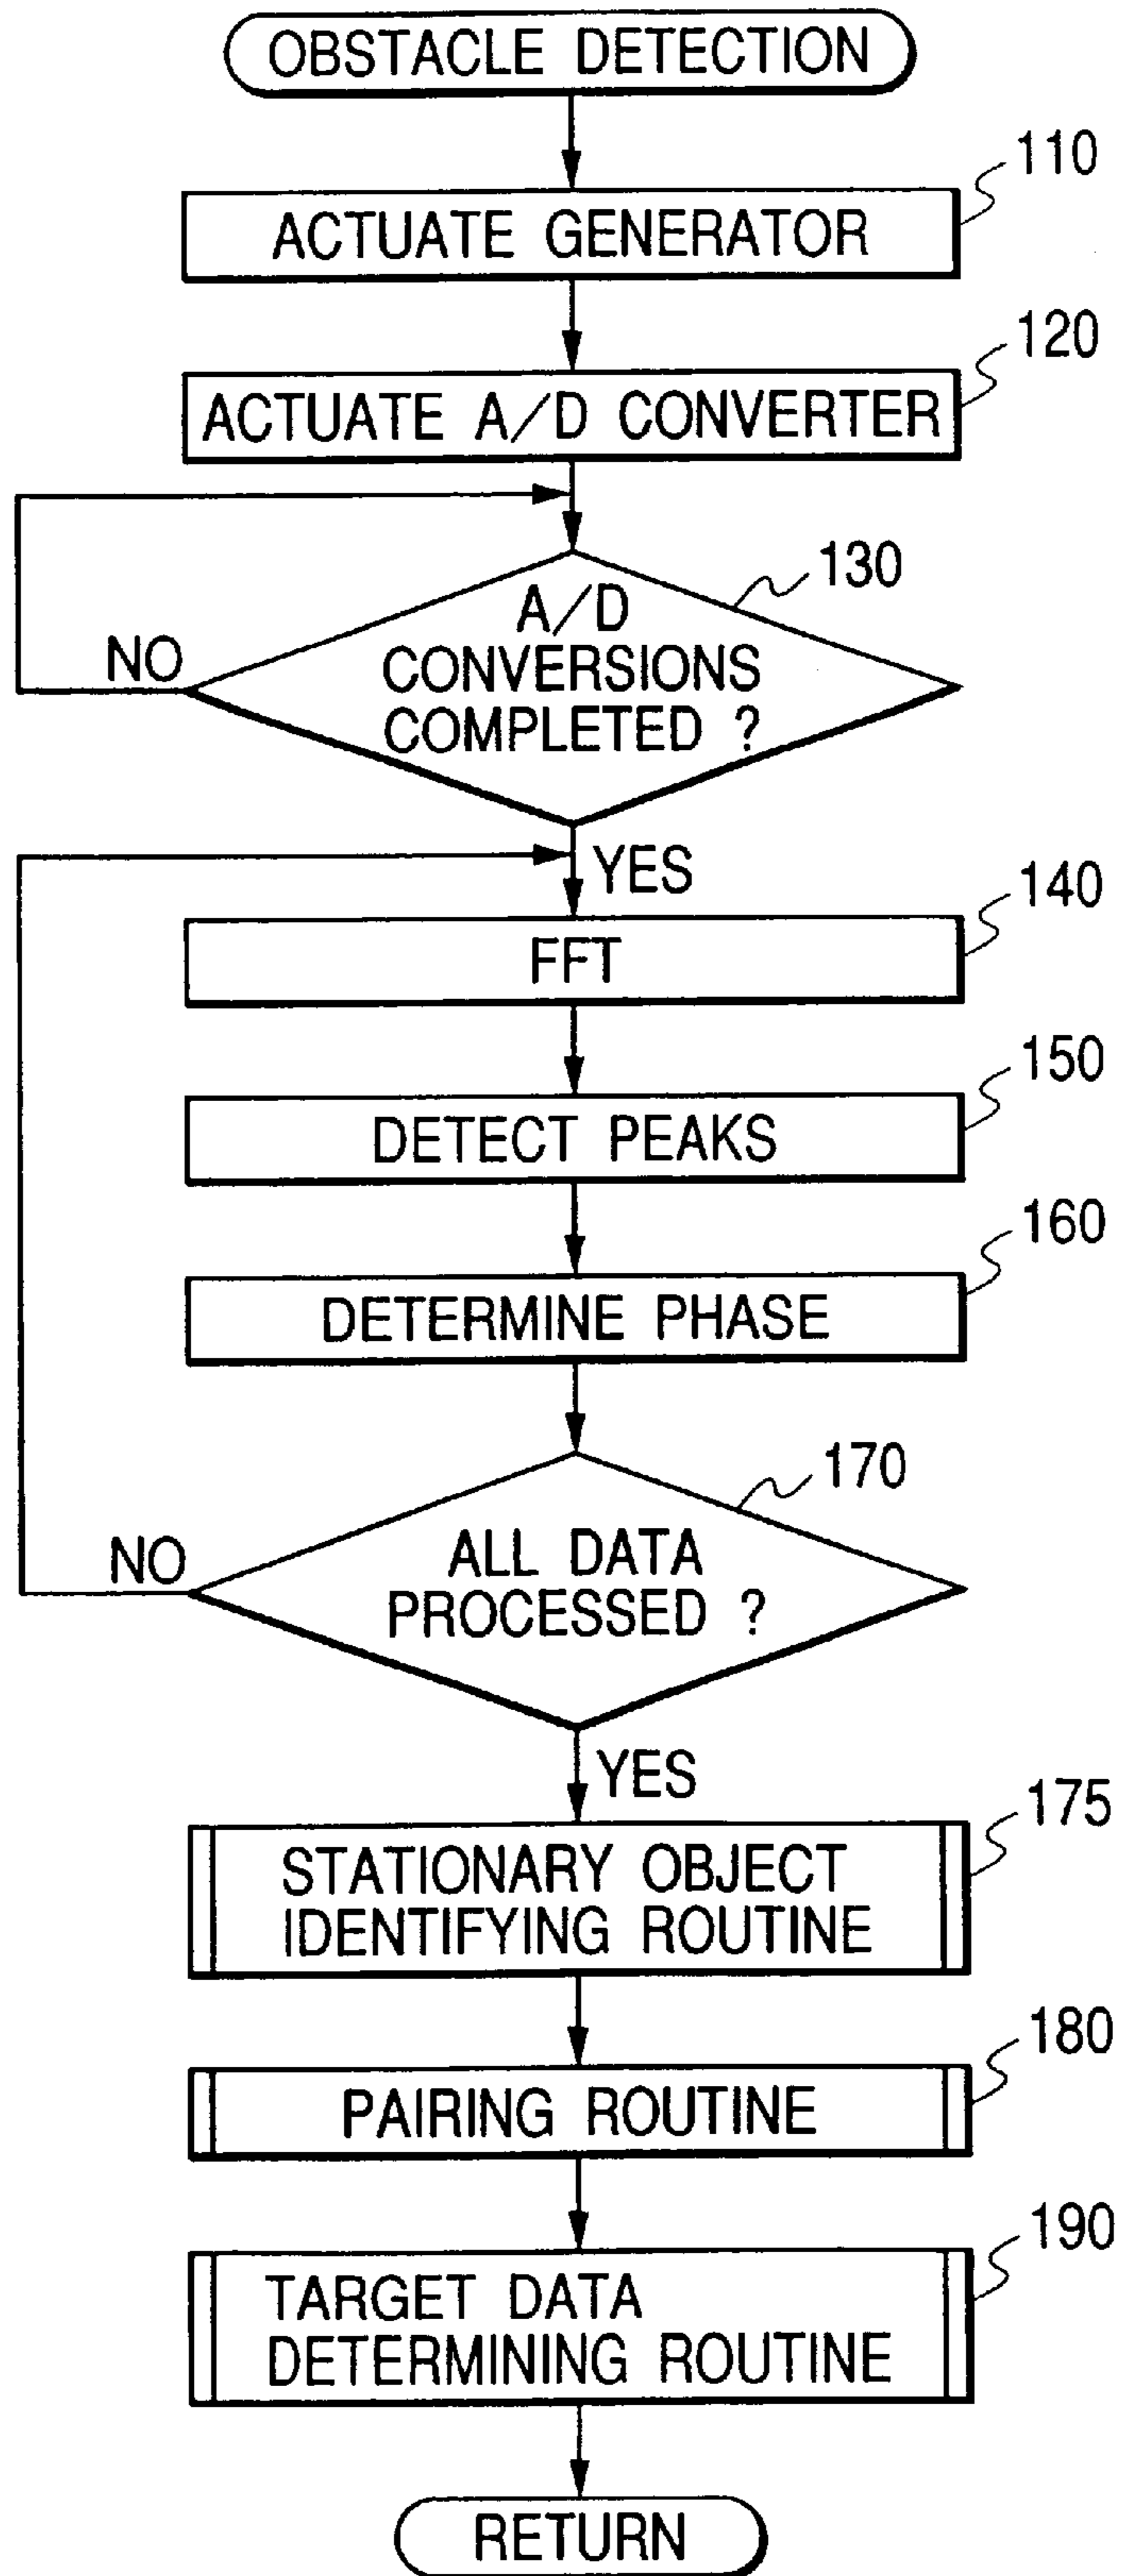 OBSTACLE DETECTION
110
ACTUATE GENERATOR
120
ACTUATE A/D CONVERTER
130
A/D
CONVERSIONS
COMPLETED ?
NO
YES
140
FFT
150
DETECT PEAKS
160
DETERMINE PHASE
170
ALL DATA
PROCESSED ?
NO
YES
175
STATIONARY OBJECT
IDENTIFYING ROUTINE
180
PAIRING ROUTINE
190
TARGET DATA
DETERMINING ROUTINE
RETURN